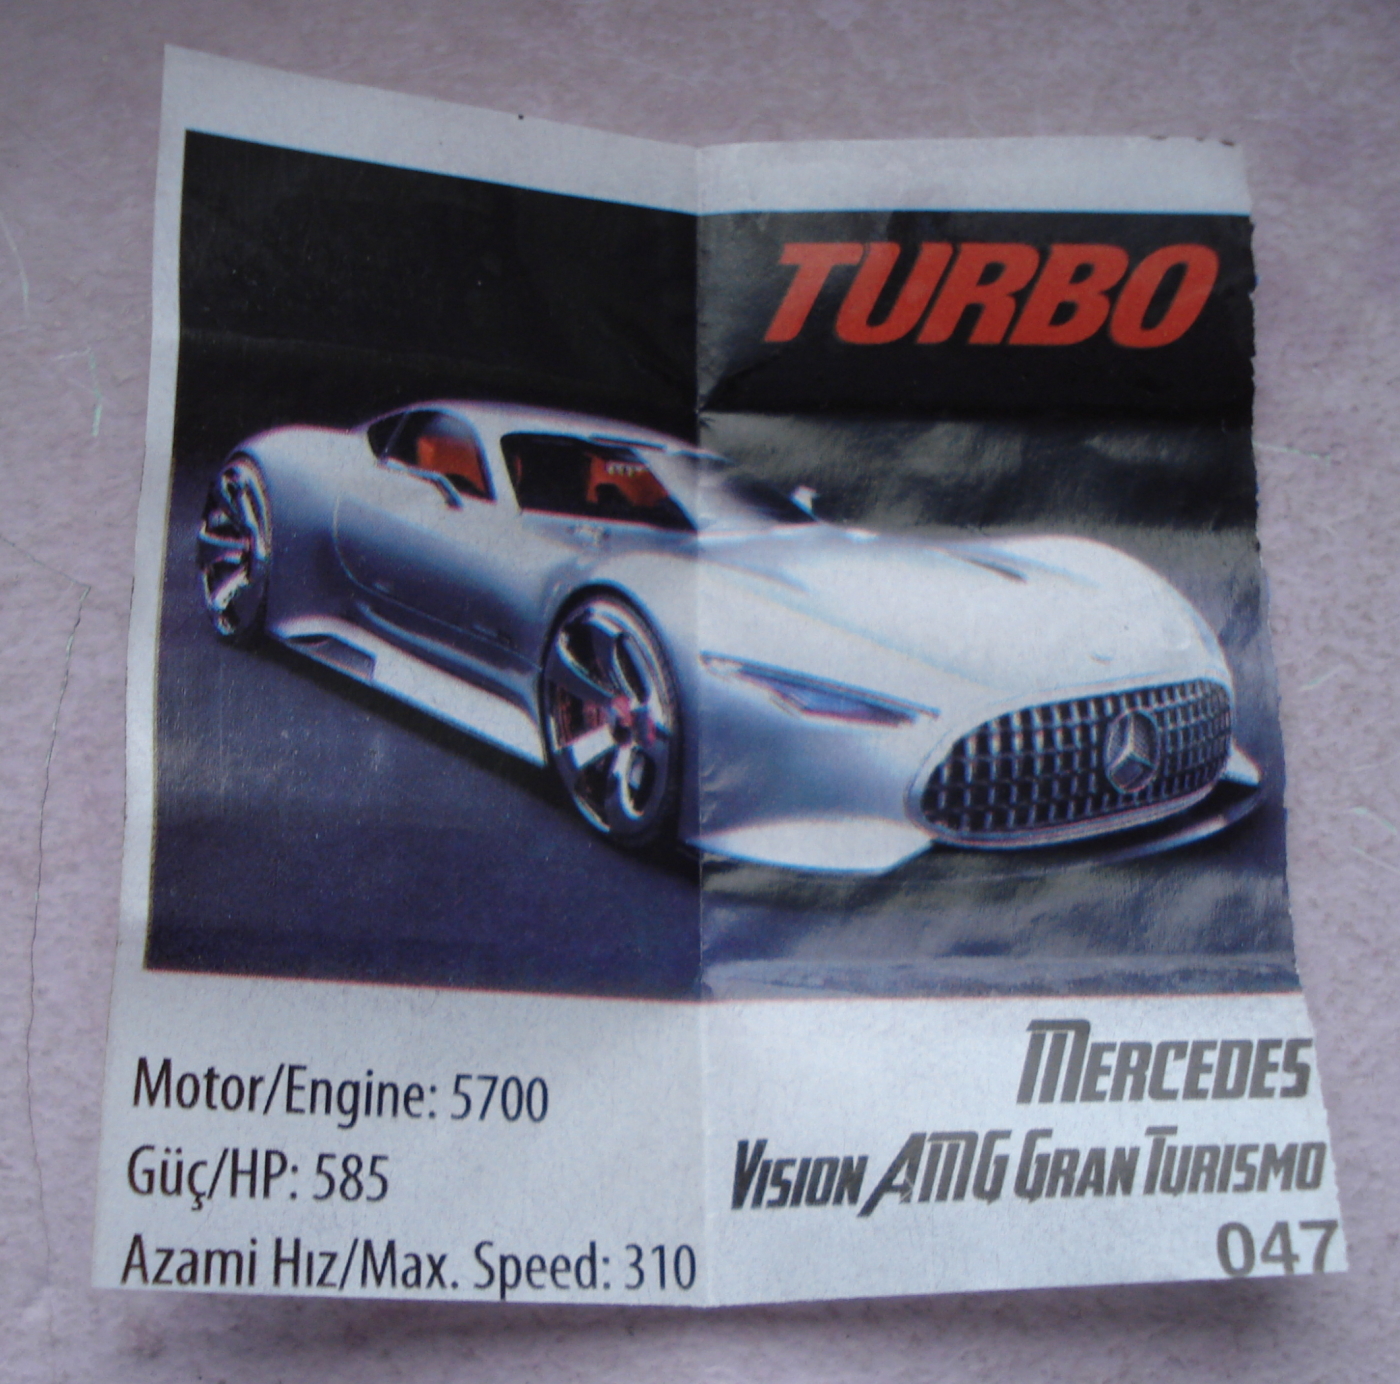 TURBO
Motor/Engine: 5700
Güç/HP: 585
Azami Hız/Max. Speed: 310
MERCEDES
VISION AMG GRAN TURISMO
047